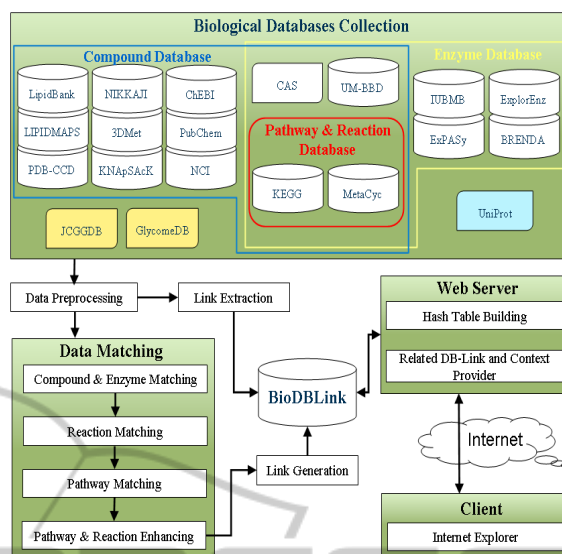 Biological Databases Collection
Compound Database
Enzyme Database
LipidBank
NIKKAJI
ChEBI
CAS
UM-BBD
IUBMB
ExplorEnz
LIPIDMAPS
3DMet
PubChem
Pathway & Reaction
Database
ExPASy
BRENDA
PDB-CCD
KNApSAcK
NCI
KEGG
MetaCyc
JCGGDB
GlycomeDB
UniProt
Data Preprocessing
Link Extraction
Web Server
Hash Table Building
Related DB-Link and Context
Provider
Data Matching
Compound & Enzyme Matching
Reaction Matching
Pathway Matching
Pathway & Reaction Enhancing
BioDBLink
Link Generation
Internet
Client
Internet Explorer